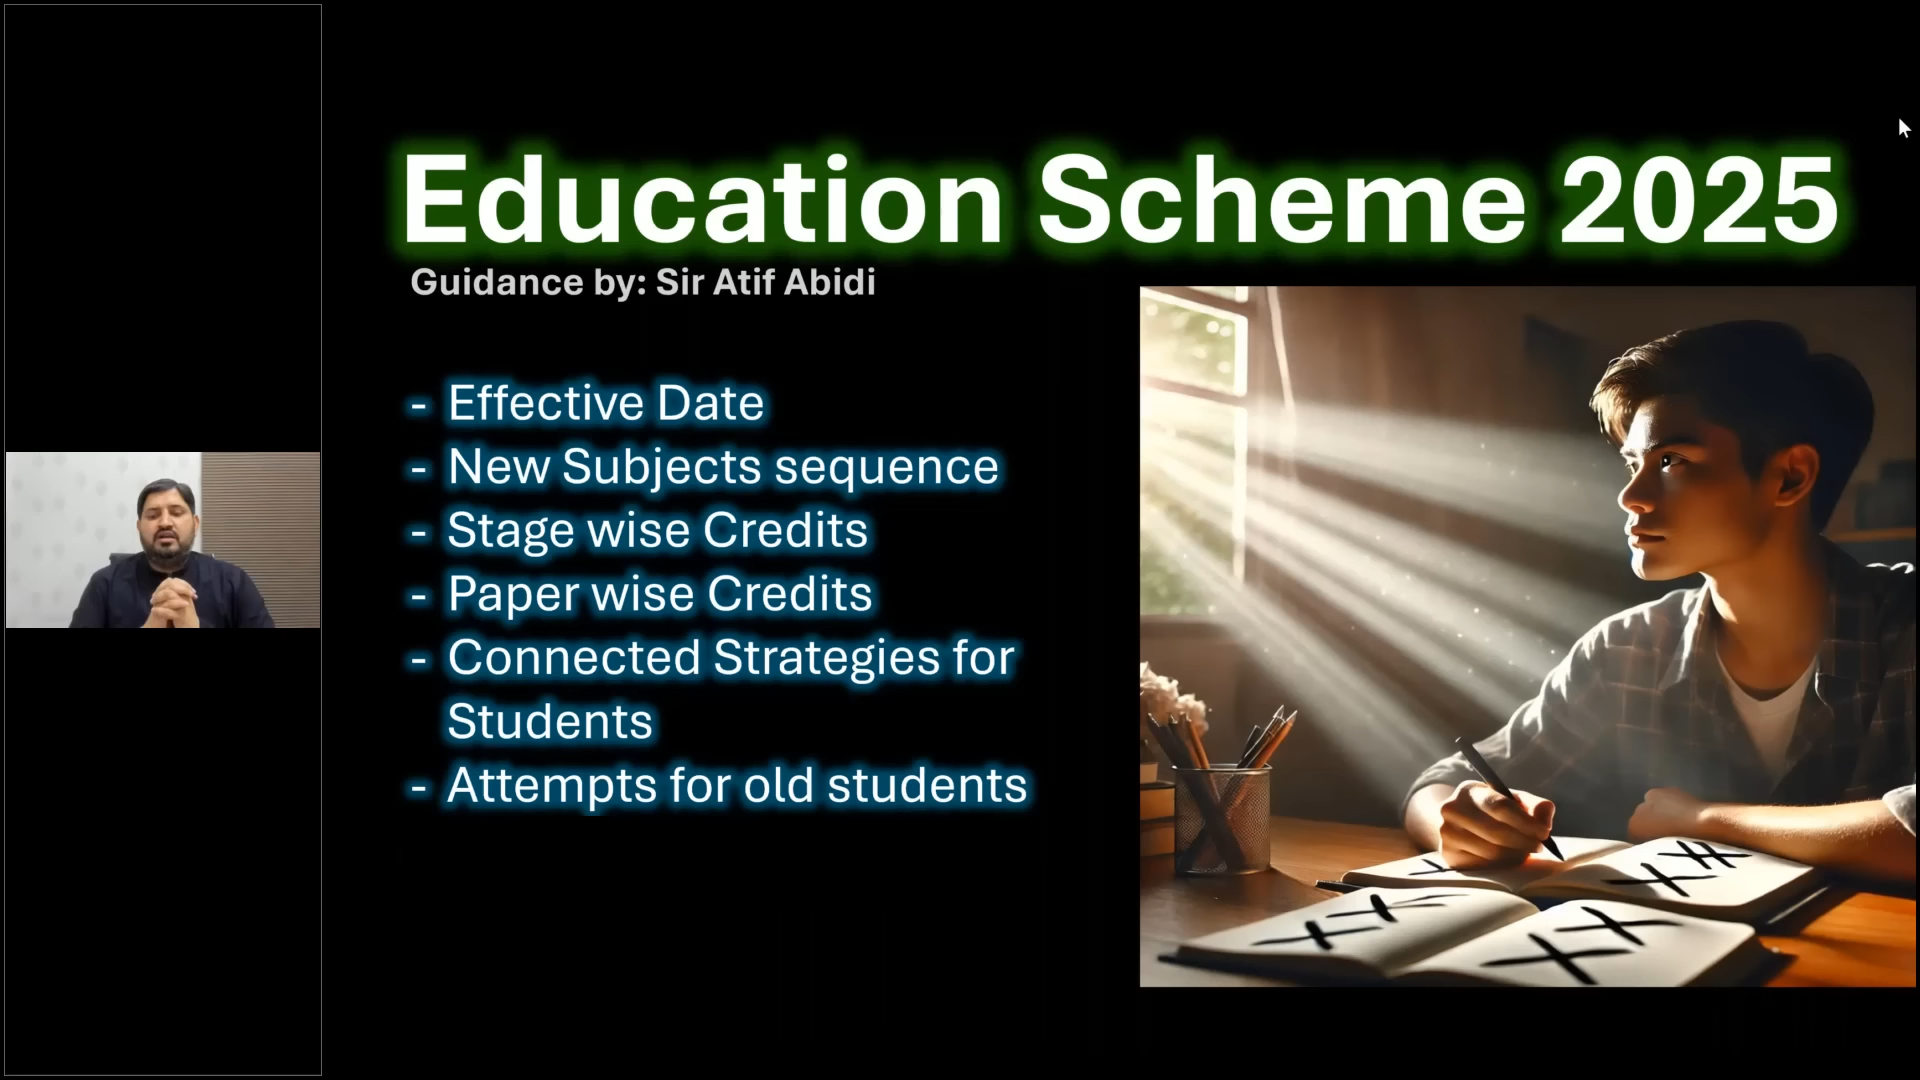 Education Scheme 2025
Guidance by: Sir Atif Abidi
- Effective Date
- New Subjects sequence
- Stage wise Credits
- Paper wise Credits
- Connected Strategies for
Students
- Attempts for old students